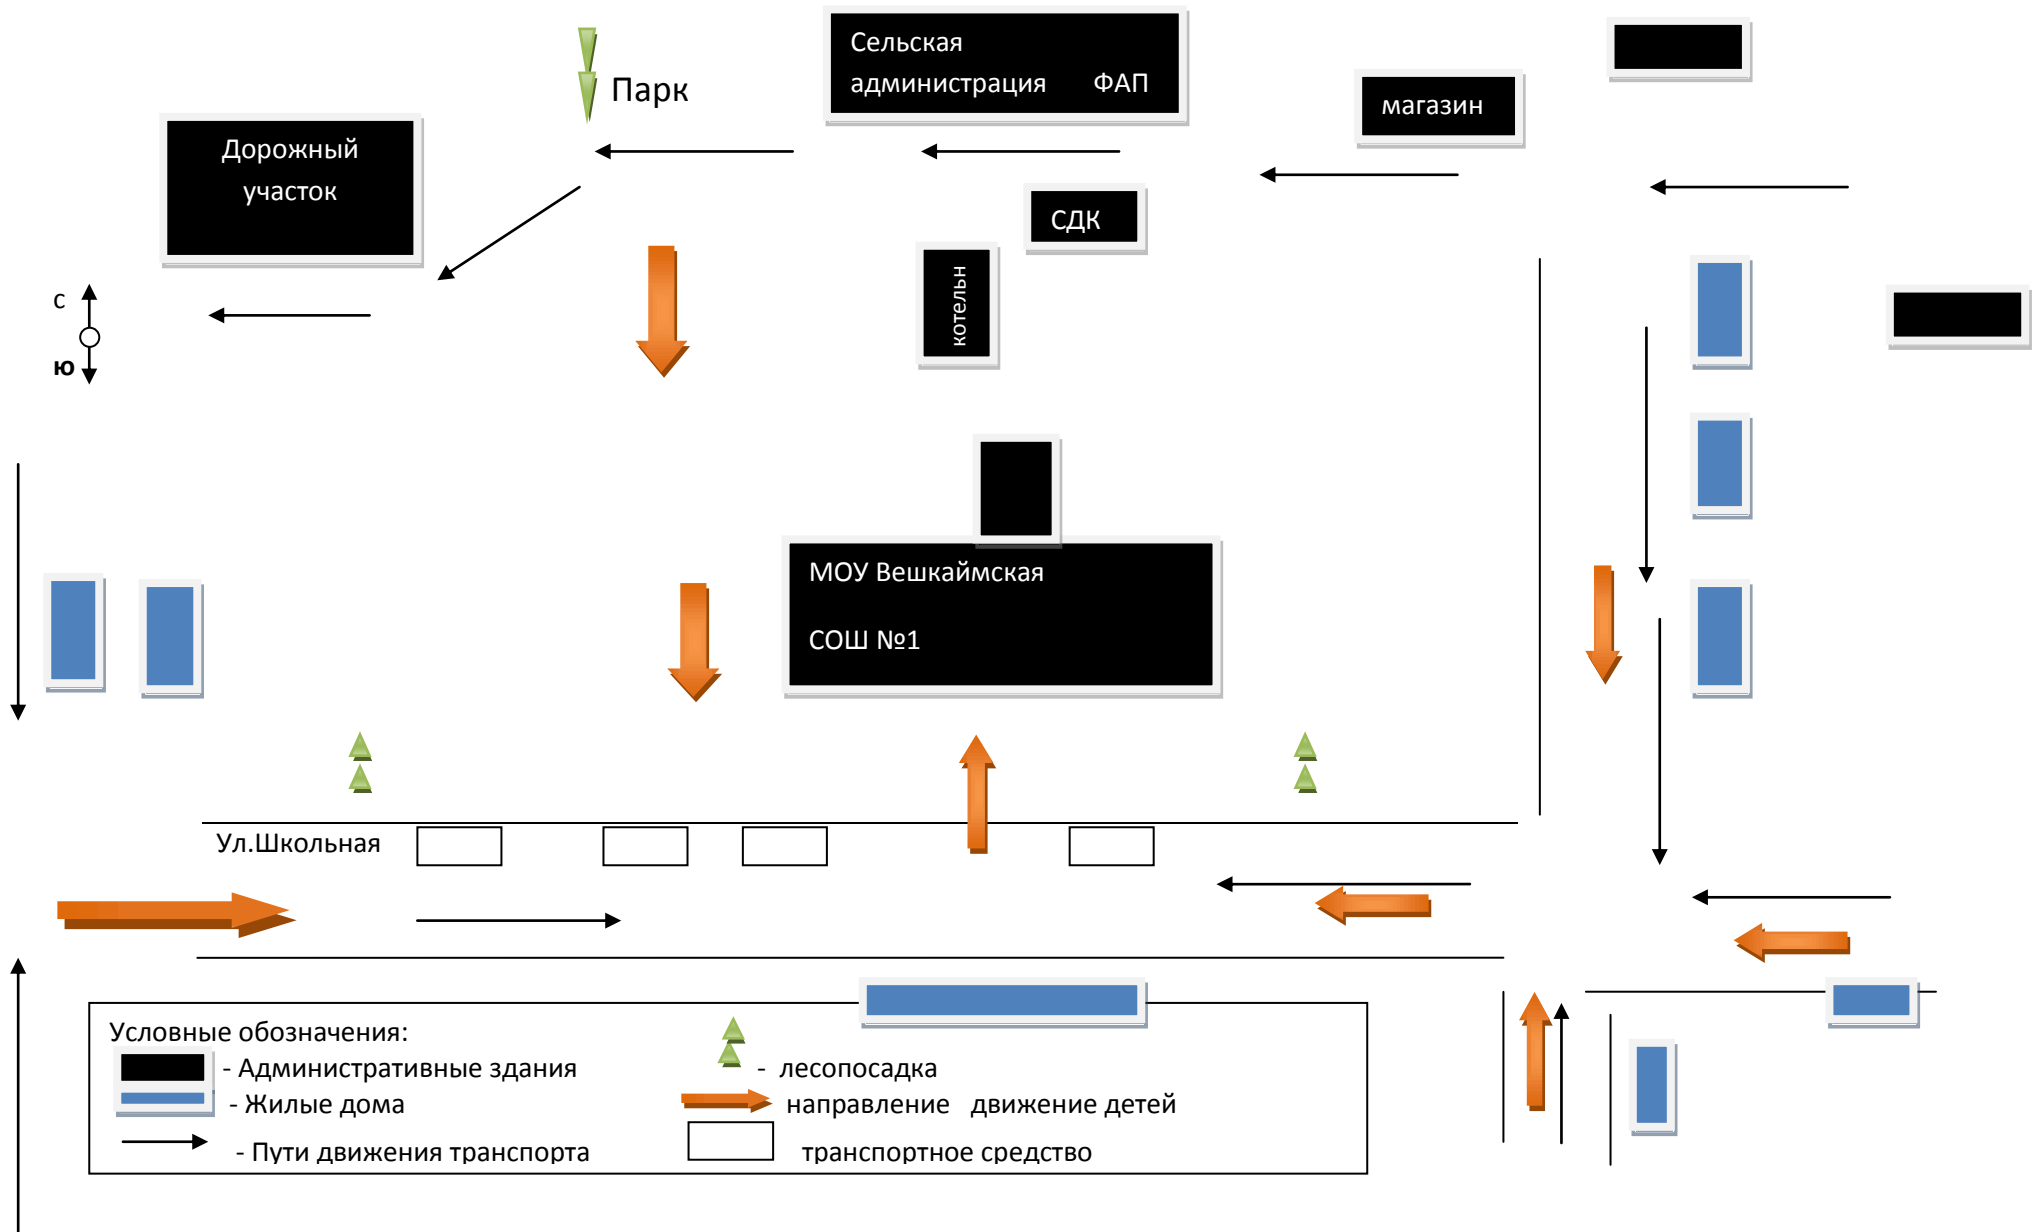 Сельская
администрация ФАП
Парк
магазин
Дорожный
участок
СДК
котельн
с
ю
МОУ Вешкаймская
СОШ №1
Ул.Школьная
Условные обозначения:
- Административные здания
- лесопосадка
- Жилые дома
направление движение детей
- Пути движения транспорта
транспортное средство